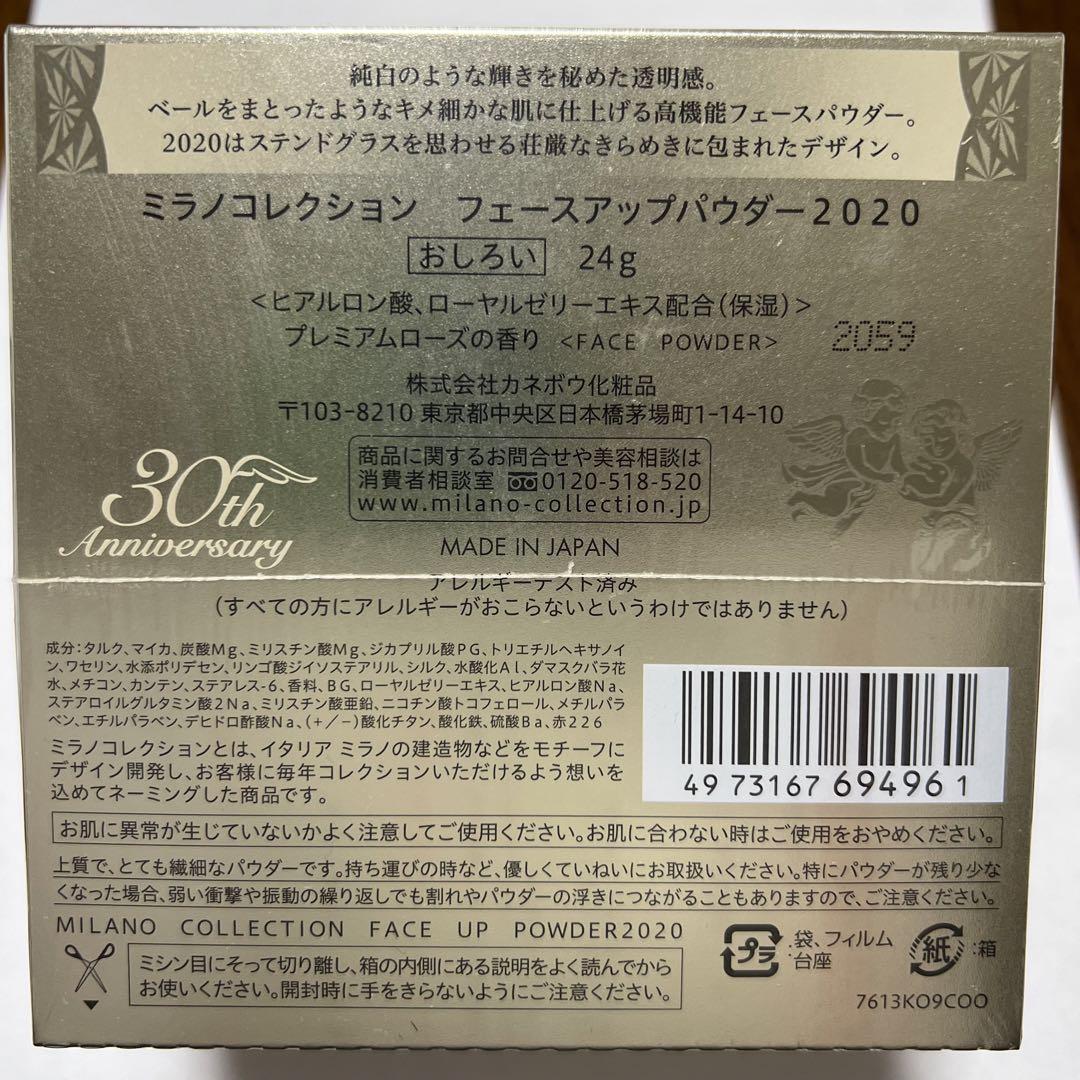 純白のような輝きを秘めた透明感。
ベールをまとったようなキメ細かな肌に仕上げる高機能フェースパウダー。
2020はステンドグラスを思わせる荘厳なきらめきに包まれたデザイン。
ミラノコレクション　フェースアップパウダー2020
おしろい 24g
<ヒアルロン酸、ローヤルゼリーエキス配合(保湿)>
プレミアムローズの香り <FACE POWDER> 2059
株式会社カネボウ化粧品
〒103-8210 東京都中央区日本橋茅場町1-14-10
商品に関するお問合せや美容相談は
消費者相談室 0120-518-520
www.milano-collection.jp
30th
Anniversary
MADE IN JAPAN
アレルギーテスト済み
(すべての方にアレルギーがおこらないというわけではありません)
成分:タルク、マイカ、炭酸Mg、ミリスチン酸Mg、ジカプリル酸PG、トリエチルヘキサノイ
ン、ワセリン、水添ポリデセン、リンゴ酸ジイソステアリル、シルク、水酸化Al、ダマスクバラ花
水、メチコン、カンテン、ステアレス-6、香料、BG、ローヤルゼリーエキス、ヒアルロン酸Na、
ステアロイルグルタミン酸2Na、ミリスチン酸亜鉛、ニコチン酸トコフェロール、メチルパラ
ベン、エチルパラベン、デヒドロ酢酸Na、(+/-)酸化チタン、酸化鉄、硫酸Ba、赤226
ミラノコレクションとは、イタリア ミラノの建造物などをモチーフに
デザイン開発し、お客様に毎年コレクションいただけるよう想いを
込めてネーミングした商品です。
4973167694961
お肌に異常が生じていないかよく注意してご使用ください。お肌に合わない時はご使用をおやめください。
上質で、とても繊細なパウダーです。持ち運びの時など、優しくていねいにお取扱いください。特にパウダーが残り少な
くなった場合、弱い衝撃や振動の繰り返しでも割れやパウダーの浮きにつながることもありますので、ご注意ください。
MILANO COLLECTION FACE UP POWDER2020
ミシン目にそって切り離し、箱の内側にある説明をよく読んでから
お使いください。開封時に手をきらないようにご注意ください。
プラ :袋、フィルム
:台座
紙 :箱
7613KO9COO